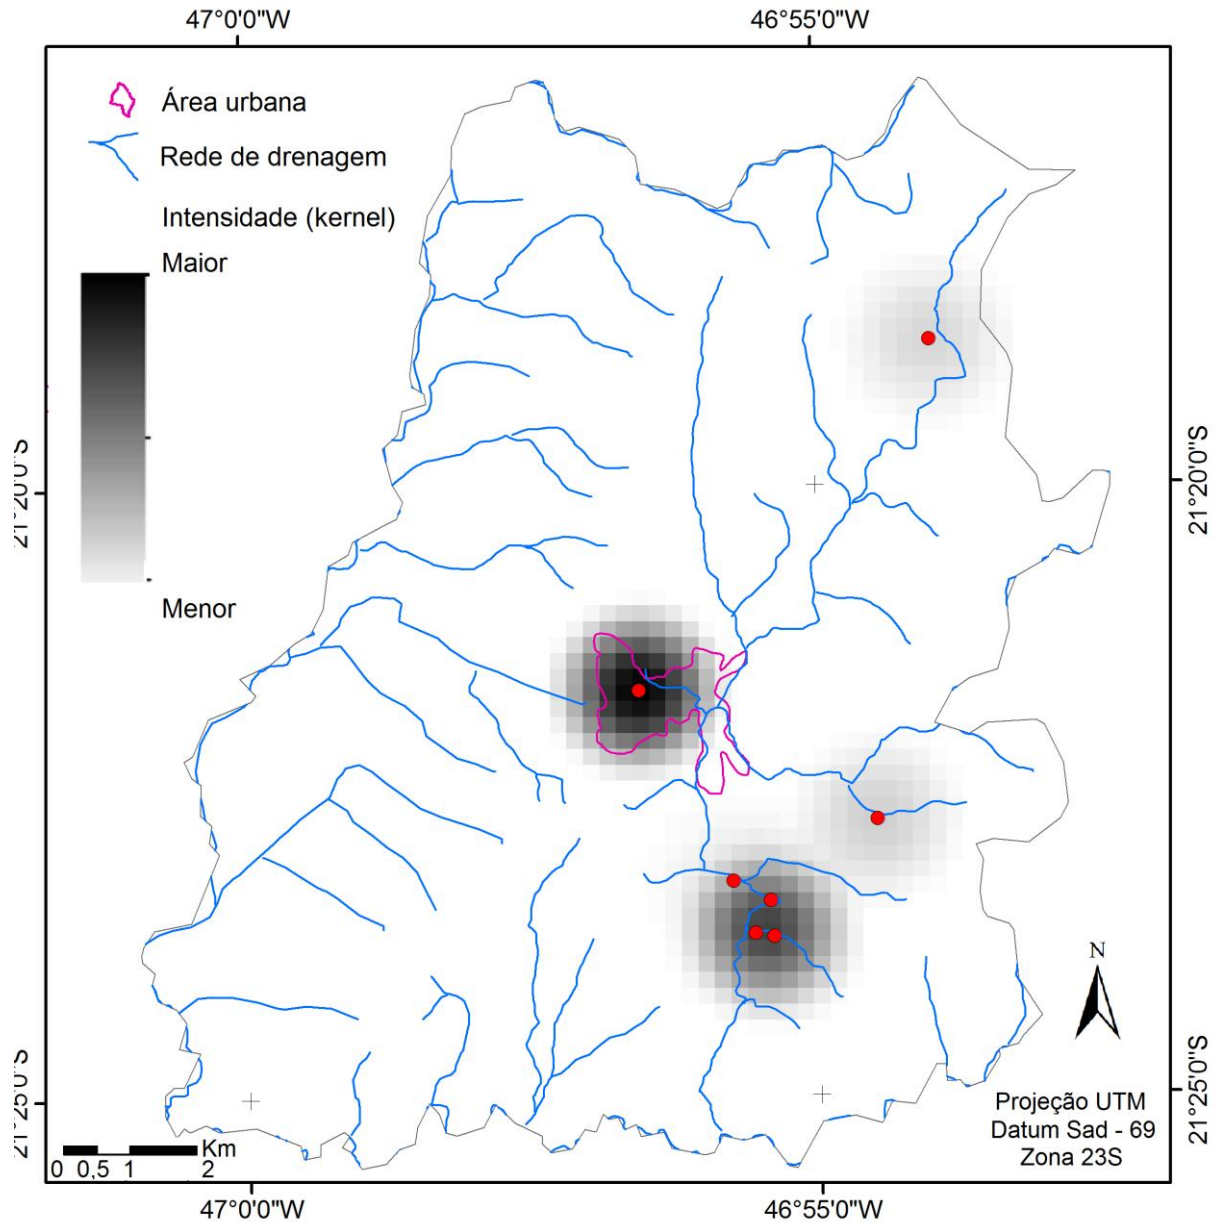 47°0'0"W
46°55'0"W
Área urbana
Rede de drenagem
Intensidade (kernel)
Maior
Menor
21°20'0"S
21°20'0"S
N
Projeção UTM
Datum Sad - 69
Zona 23S
21°25'0"S
21°25'0"S
Km
0 0,5 1 2
47°0'0"W
46°55'0"W